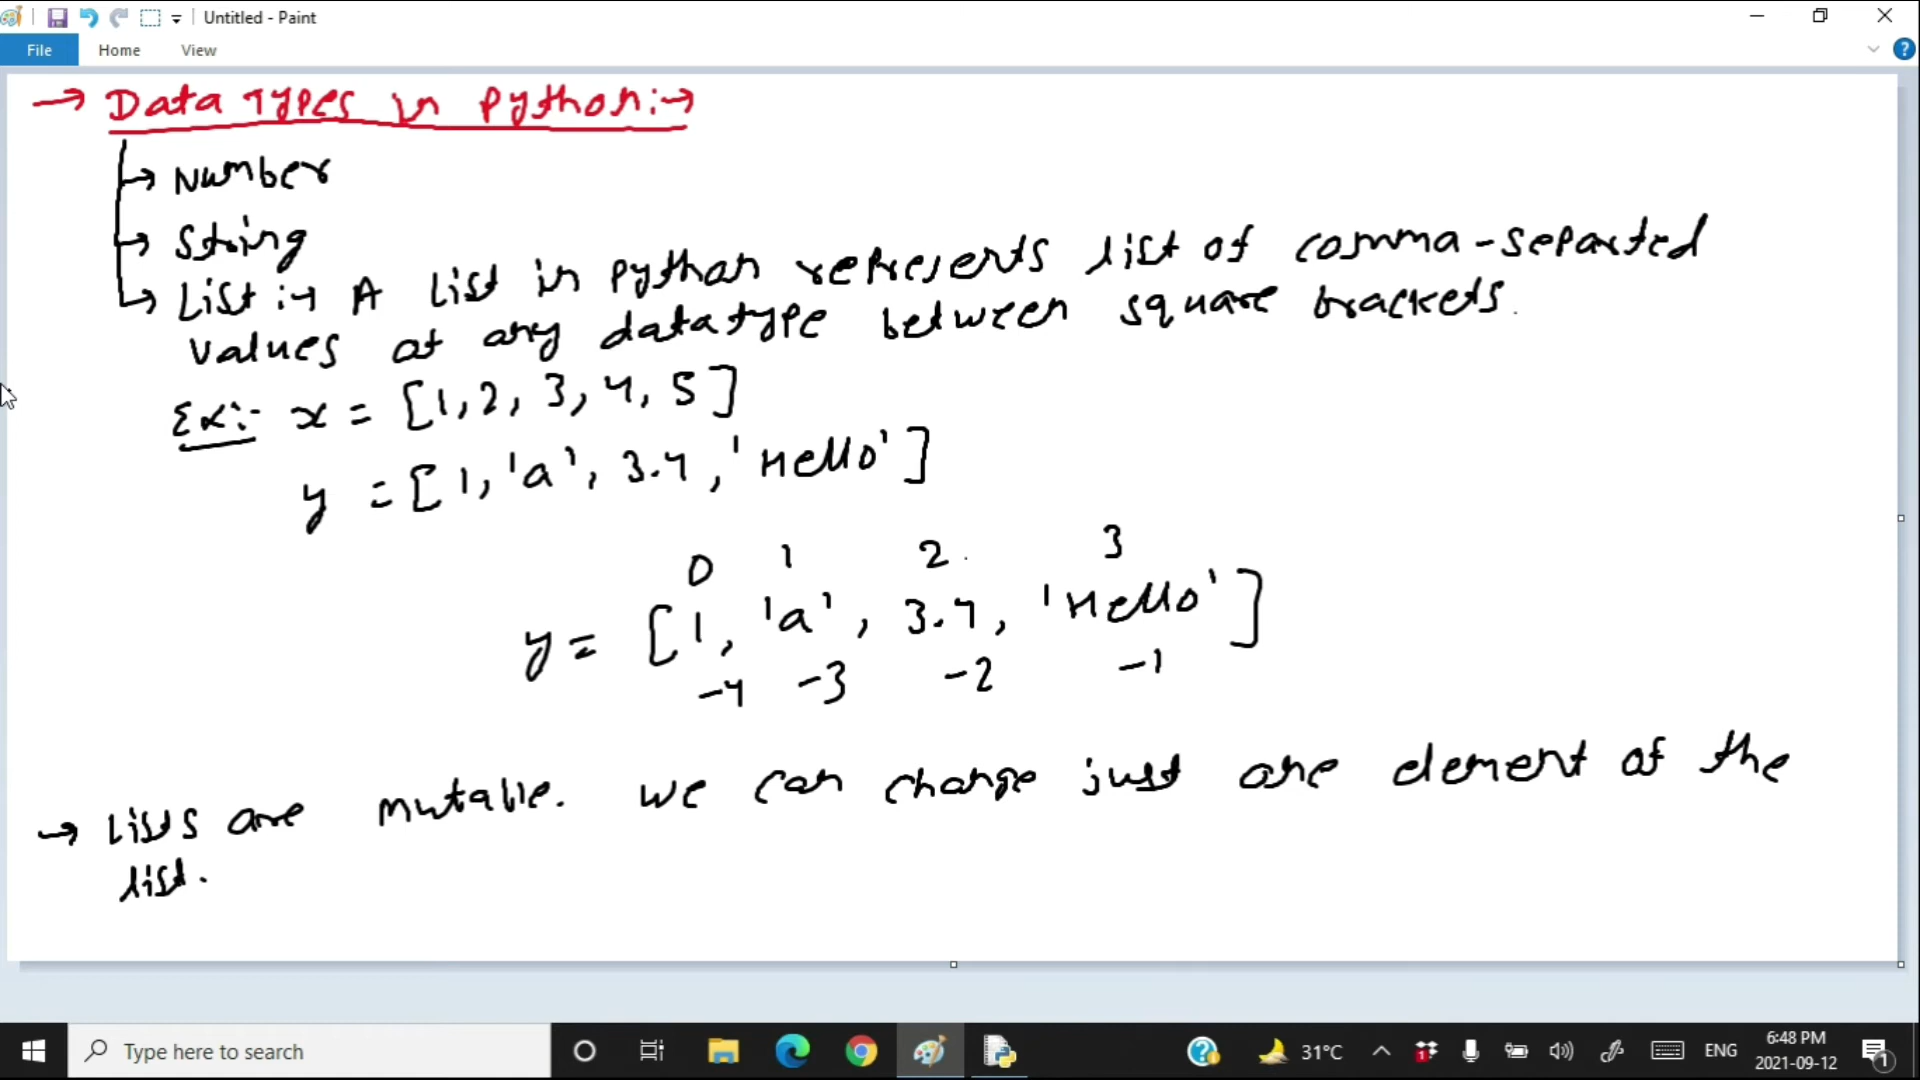 Untitled - Paint
File Home View
→ Data Types in Python:→
→ Number
→ String
→ List :→ A List in Python represents list of comma-separted
values of any datatype between square brackets.
Ex:- x = [1, 2, 3, 4, 5]
y = [1, 'a', 3.4, 'Hello']
0 1 2 3
y = [1, 'a', 3.4, 'Hello']
-4 -3 -2 -1
→ Lists are mutable. We can change just one element of the
list.
Type here to search
31°C
ENG
6:48 PM
2021-09-12
1
1